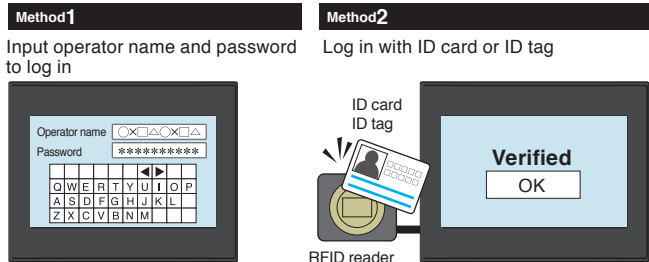 Method1
Input operator name and password
to log in
Operator name ○×□△○×□△
Password **********
◀ ▶
Q W E R T Y U I O P
A S D F G H J K L
Z X C V B N M
Method2
Log in with ID card or ID tag
ID card
ID tag
Verified
OK
RFID reader